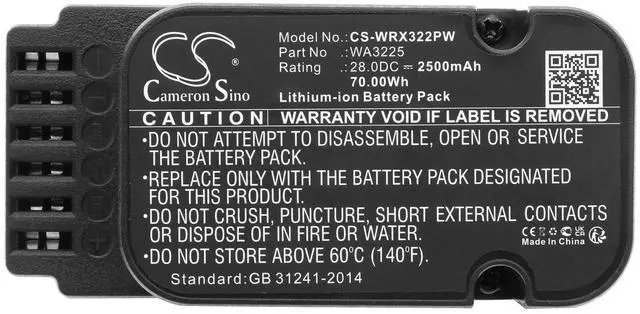 CS
Cameron Sino
Model No.:CS-WRX322PW
Part No :WA3225
Rating :28.0DC⎓ 2500mAh
70.00Wh
Lithium-ion Battery Pack
CAUTION WARRANTY VOID IF LABEL IS REMOVED
•DO NOT ATTEMPT TO DISASSEMBLE, OPEN OR SERVICE
THE BATTERY PACK.
•REPLACE ONLY WITH THE BATTERY PACK DESIGNATED
FOR THIS PRODUCT.
•DO NOT CRUSH, PUNCTURE, SHORT EXTERNAL CONTACTS
OR DISPOSE OF IN FIRE OR WATER.
•DO NOT STORE ABOVE 60°C (140°F)
Standard:GB 31241-2014
CE
Made In China